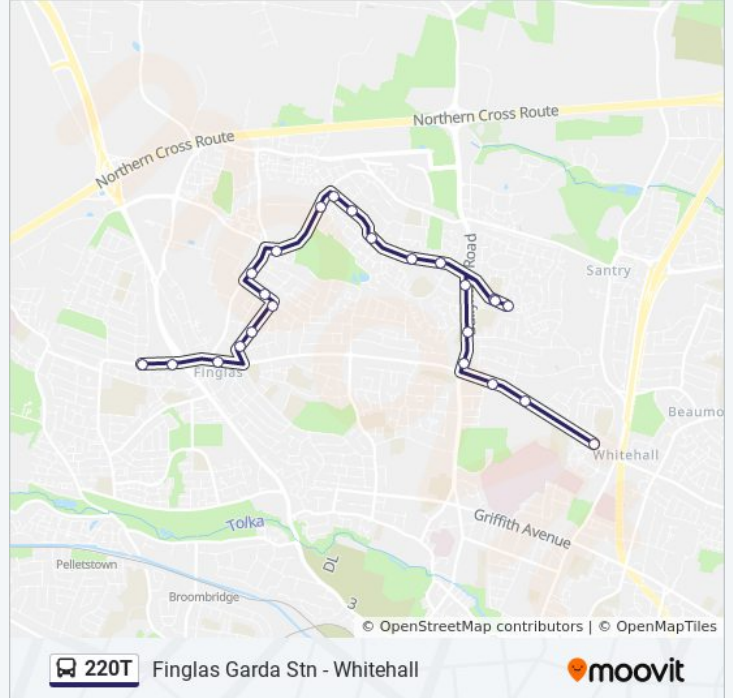 Northern Cross Route
Northern Cross Route
Road
Santry
Finglas
Beaumo
Whitehall
Griffith Avenue
Tolka
DL
Pelletstown
3
Broombridge
© OpenStreetMap contributors | © OpenMapTiles
220T Finglas Garda Stn - Whitehall
moovit